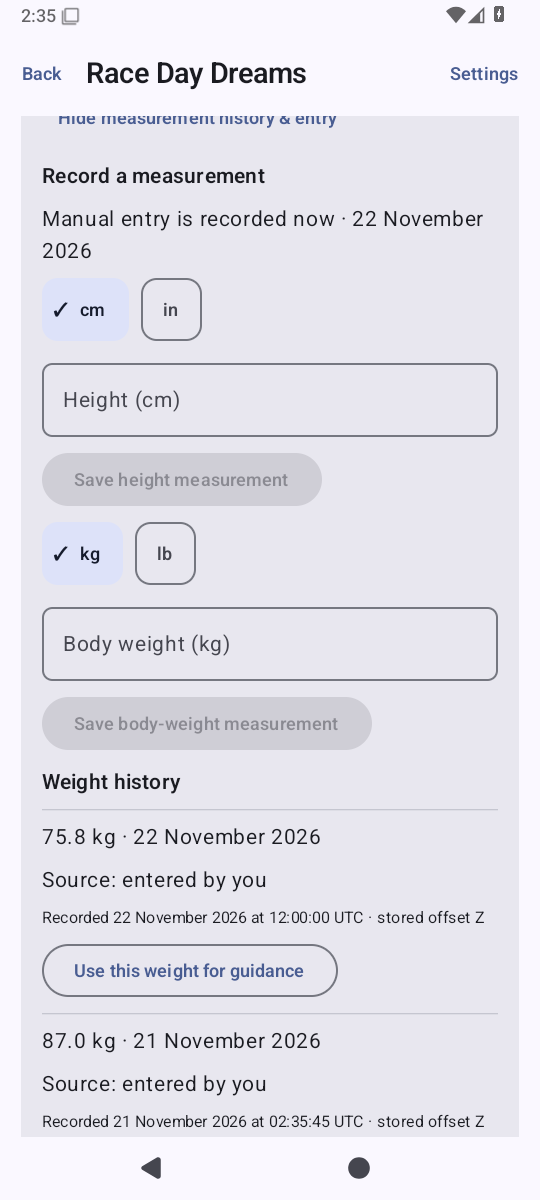 2:35
Back
Race Day Dreams
Settings
Hide measurement history & entry
Record a measurement
Manual entry is recorded now · 22 November
2026
✓ cm
in
Height (cm)
Save height measurement
✓ kg
lb
Body weight (kg)
Save body-weight measurement
Weight history
75.8 kg · 22 November 2026
Source: entered by you
Recorded 22 November 2026 at 12:00:00 UTC · stored offset Z
Use this weight for guidance
87.0 kg · 21 November 2026
Source: entered by you
Recorded 21 November 2026 at 02:35:45 UTC · stored offset Z